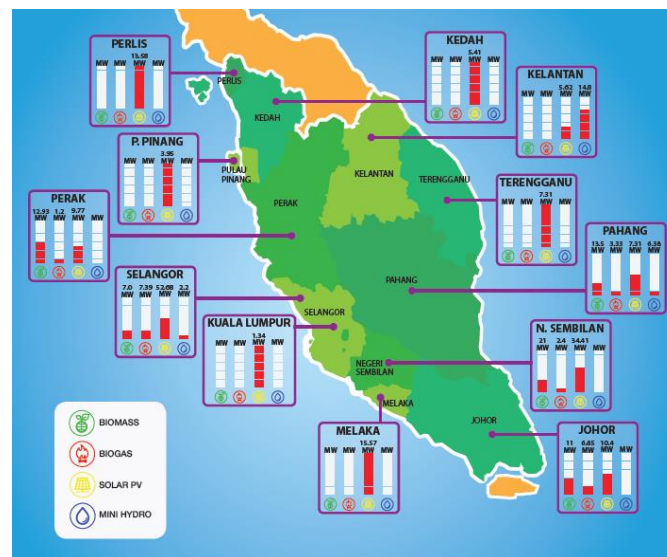 PERLIS
13.58
MW MW MW MW
KEDAH
5.41
MW MW MW MW
KELANTAN
5.62 14.8
MW MW MW MW
P. PINANG
3.95
MW MW MW MW
PERAK
12.93 1.2 9.77
MW MW MW MW
TERENGGANU
7.31
MW MW MW MW
PAHANG
13.5 3.33 7.31 6.38
MW MW MW MW
SELANGOR
7.0 7.39 52.08 2.2
MW MW MW MW
KUALA LUMPUR
1.34
MW MW MW MW
N. SEMBILAN
21 2.4 34.41
MW MW MW MW
MELAKA
15.57
MW MW MW MW
JOHOR
11 6.85 10.4
MW MW MW MW
PERLIS
KEDAH
PULAU
PINANG
PERAK
KELANTAN
TERENGGANU
PAHANG
SELANGOR
NEGERI
SEMBILAN
MELAKA
JOHOR
BIOMASS
BIOGAS
SOLAR PV
MINI HYDRO